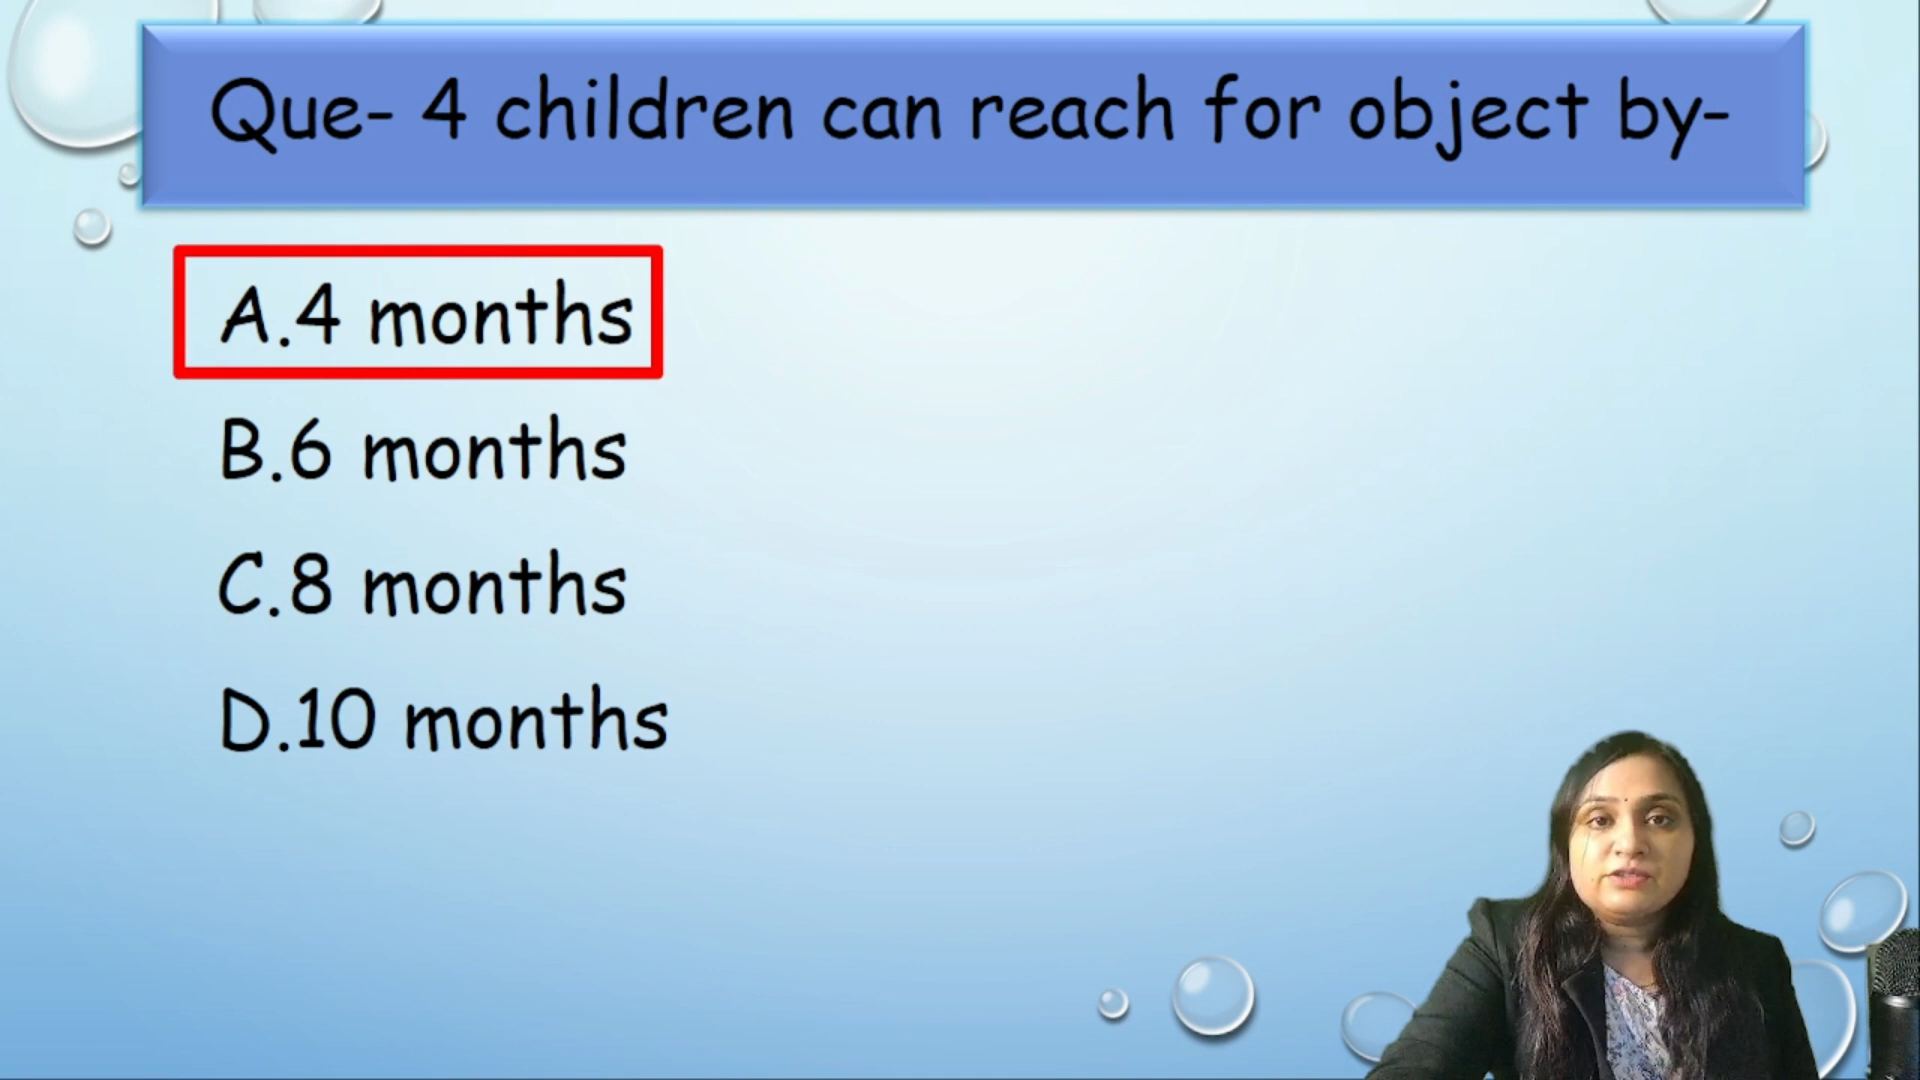 Que- 4 children can reach for object by-
A.4 months
B.6 months
C.8 months
D.10 months